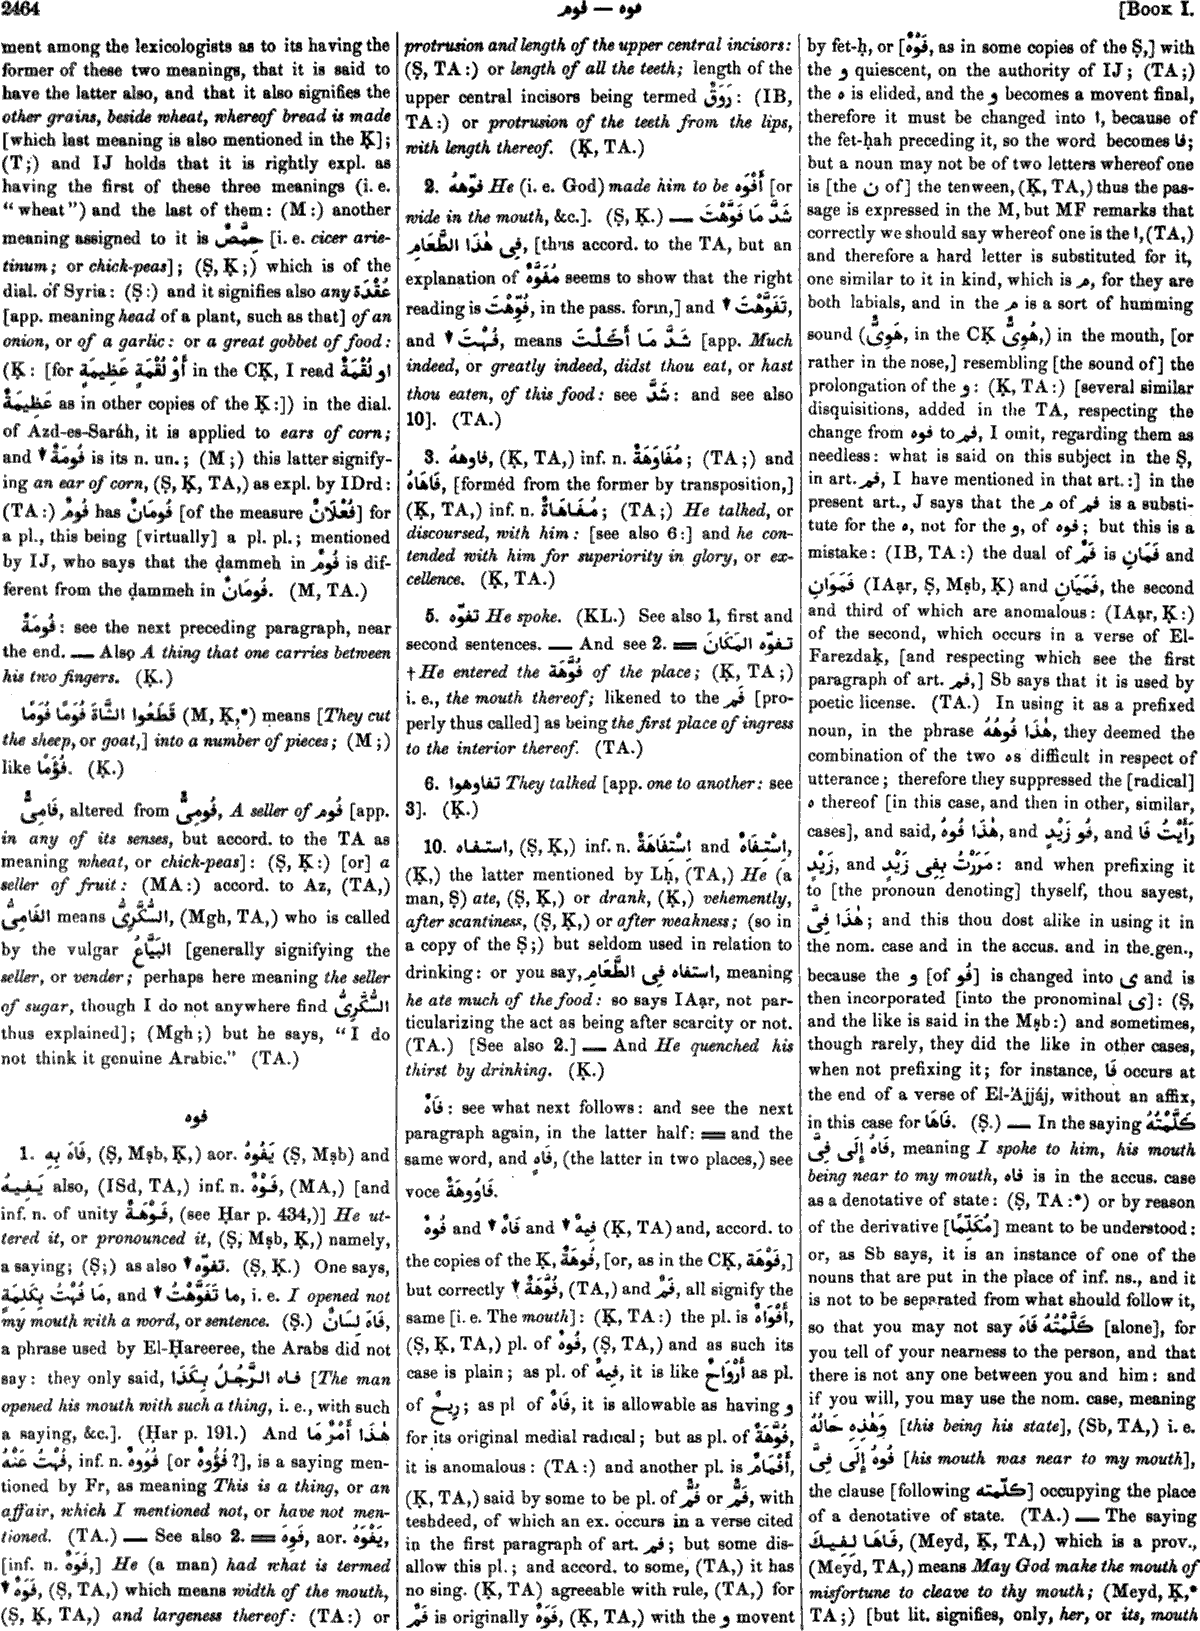 2464
فوه — فوم
[BOOK I.
ment among the lexicologists as to its having the
former of these two meanings, that it is said to
have the latter also, and that it also signifies the
other grains, beside wheat, whereof bread is made
[which last meaning is also mentioned in the Ḳ];
(T;) and IJ holds that it is rightly expl. as
having the first of these three meanings (i. e.
“wheat”) and the last of them: (M:) another
meaning assigned to it is حِمَّصٌ [i. e. cicer arie-
tinum; or chick-peas]; (Ṣ, Ḳ;) which is of the
dial. of Syria: (Ṣ:) and it signifies also any عُقْدَة
[app. meaning head of a plant, such as that] of an
onion, or of a garlic: or a great gobbet of food:
(Ḳ: [for أَوْ لُقْمَةٍ عَظِيمَةٍ in the CḲ, I read او لُقْمَةٌ
عَظِيمَةٌ as in other copies of the Ḳ:]) in the dial.
of Azd-es-Saráh, it is applied to ears of corn;
and ↓ فُومَةٌ is its n. un.; (M;) this latter signify-
ing an ear of corn, (Ṣ, Ḳ, TA,) as expl. by IDrd:
(TA:) فُومٌ has فُومَانٌ [of the measure فُعْلَانٌ] for
a pl., this being [virtually] a pl. pl.; mentioned
by IJ, who says that the ḍammeh in فُومٌ is dif-
ferent from the ḍammeh in فُومَانٌ. (M, TA.)
فُومَةٌ: see the next preceding paragraph, near
the end. — Also A thing that one carries between
his two fingers. (Ḳ.)
قَطَعُوا الشَّاةَ فُوَمًا فُوَمًا (M, Ḳ,*) means [They cut
the sheep, or goat,] into a number of pieces; (M;)
like فُؤَمًا. (Ḳ.)
فَامِىٌّ, altered from فُومِىٌّ, A seller of فُوم [app.
in any of its senses, but accord. to the TA as
meaning wheat, or chick-peas]: (Ṣ, Ḳ:) [or] a
seller of fruit: (MA:) accord. to Az, (TA,)
الفَامِىُّ means السُّكَّرِىُّ, (Mgh, TA,) who is called
by the vulgar البَيَّاعُ [generally signifying the
seller, or vender; perhaps here meaning the seller
of sugar, though I do not anywhere find السُّكَّرِىُّ
thus explained]; (Mgh;) but he says, “I do
not think it genuine Arabic.” (TA.)
فوه
1. فَاهَ بِهِ, (Ṣ, Mṣb, Ḳ,) aor. يَفُوهُ (Ṣ, Mṣb) and
يَفِيهُ also, (ISd, TA,) inf. n. فَوْهٌ, (MA,) [and
inf. n. of unity فَوْهَةٌ, (see Ḥar p. 434,)] He ut-
tered it, or pronounced it, (Ṣ, Mṣb, Ḳ,) namely,
a saying; (Ṣ;) as also ↓ تفوّه. (Ṣ, Ḳ.) One says,
مَا فُهْتُ بِكَلِمَةٍ, and ↓ ما تَفَوَّهْتُ, i. e. I opened not
my mouth with a word, or sentence. (Ṣ.) فَاهَ لِسَانٌ,
a phrase used by El-Ḥareeree, the Arabs did not
say: they only said, فاه الرَّجُلُ بِكَذَا [The man
opened his mouth with such a thing, i. e., with such
a saying, &c.]. (Ḥar p. 191.) And هٰذَا أَمْرٌ مَا
فُهْتُ عَنْهُ, inf. n. فُوُوهٌ [or فُؤُوهٌ ?], is a saying men-
tioned by Fr, as meaning This is a thing, or an
affair, which I mentioned not, or have not men-
tioned. (TA.) — See also 2. = فَوِهَ, aor. يَفْوَهُ,
[inf. n. فَوَهٌ,] He (a man) had what is termed
↓ فَوَهٌ, (Ṣ, TA,) which means width of the mouth,
(Ṣ, Ḳ, TA,) and largeness thereof: (TA:) or
protrusion and length of the upper central incisors:
(Ṣ, TA:) or length of all the teeth; length of the
upper central incisors being termed رَوَقٌ: (IB,
TA:) or protrusion of the teeth from the lips,
with length thereof. (Ḳ, TA.)
2. فَوَّههُ He (i. e. God) made him to be أَفْوَه [or
wide in the mouth, &c.]. (Ṣ, Ḳ.) — شَدَّ مَا فَوَّهْتَ
فِى هٰذَا الطَّعَامِ, [thus accord. to the TA, but an
explanation of مُفَوَّهٌ seems to show that the right
reading is فُوِّهْتَ, in the pass. form,] and ↓ تَفَوَّهْتَ,
and ↓ فُهْتَ, means شَدَّ مَا أَكَلْتَ [app. Much
indeed, or greatly indeed, didst thou eat, or hast
thou eaten, of this food: see شَدَّ: and see also
10]. (TA.)
3. فاوههُ, (Ḳ, TA,) inf. n. مُفَاوَهَةٌ; (TA;) and
فَاهَاهُ, [formed from the former by transposition,]
(Ḳ, TA,) inf. n. مُفَاهَاةٌ; (TA;) He talked, or
discoursed, with him: [see also 6:] and he con-
tended with him for superiority in glory, or ex-
cellence. (Ḳ, TA.)
5. تفوّه He spoke. (KL.) See also 1, first and
second sentences. — And see 2. = تفوّه المَكَانَ
† He entered the فُوَّهَة of the place; (Ḳ, TA;)
i. e., the mouth thereof; likened to the فَم [pro-
perly thus called] as being the first place of ingress
to the interior thereof. (TA.)
6. تفاوهوا They talked [app. one to another: see
3]. (Ḳ.)
10. استفاه, (Ṣ, Ḳ,) inf. n. اِسْتِفَاهَةٌ and اِسْتِفَاهٌ,
(Ḳ,) the latter mentioned by Lḥ, (TA,) He (a
man, Ṣ) ate, (Ṣ, Ḳ,) or drank, (Ḳ,) vehemently,
after scantiness, (Ṣ, Ḳ,) or after weakness; (so in
a copy of the Ṣ;) but seldom used in relation to
drinking: or you say, استفاه فِى الطَّعَامِ, meaning
he ate much of the food: so says IAạr, not par-
ticularizing the act as being after scarcity or not.
(TA.) [See also 2.] — And He quenched his
thirst by drinking. (Ḳ.)
فَاهٌ: see what next follows: and see the next
paragraph again, in the latter half: = and the
same word, and فَاهِ, (the latter in two places,) see
voce فَاوُوهَةٌ.
فُوهٌ and ↓ فَاهٌ and ↓ فِيهٌ (Ḳ, TA) and, accord. to
the copies of the Ḳ, فُوهَةٌ, [or, as in the CḲ, فَوْهَة,]
but correctly ↓ فُوَّهَةٌ, (TA,) and فَمٌ, all signify the
same [i. e. The mouth]: (Ḳ, TA:) the pl. is أَفْوَاهٌ,
(Ṣ, Ḳ, TA,) pl. of فُوهٌ, (Ṣ, TA,) and as such its
case is plain; as pl. of فِيهٌ, it is like أَرْوَاحٌ as pl.
of رِيحٌ; as pl of فَاهٌ, it is allowable as having و
for its original medial radical; but as pl. of فُوَّهَةٌ,
it is anomalous: (TA:) and another pl. is أَفْمَامٌ,
(Ḳ, TA,) said by some to be pl. of فُمٌّ or فَمٌّ, with
teshdeed, of which an ex. occurs in a verse cited
in the first paragraph of art. فم; but some dis-
allow this pl.; and accord. to some, (TA,) it has
no sing. (Ḳ, TA) agreeable with rule, (TA,) for
فَمٌ is originally فَوَهٌ, (Ḳ, TA,) with the و movent
by fet-ḥ, or [فَوْهٌ, as in some copies of the Ṣ,] with
the و quiescent, on the authority of IJ; (TA;)
the ه is elided, and the و becomes a movent final,
therefore it must be changed into ا, because of
the fet-ḥah preceding it, so the word becomes فًا;
but a noun may not be of two letters whereof one
is [the ن of] the tenween, (Ḳ, TA,) thus the pas-
sage is expressed in the M, but MF remarks that
correctly we should say whereof one is the ا, (TA,)
and therefore a hard letter is substituted for it,
one similar to it in kind, which is م, for they are
both labials, and in the م is a sort of humming
sound (هُوِىٌّ, in the CḲ هَوِىٌّ,) in the mouth, [or
rather in the nose,] resembling [the sound of] the
prolongation of the و: (Ḳ, TA:) [several similar
disquisitions, added in the TA, respecting the
change from فوه to فم, I omit, regarding them as
needless: what is said on this subject in the Ṣ,
in art. فم, I have mentioned in that art.:] in the
present art., J says that the م of فم is a substi-
tute for the ه, not for the و, of فوه; but this is a
mistake: (IB, TA:) the dual of فَمٌ is فَمَانِ and
فَمَوَانِ (IAạr, Ṣ, Mṣb, Ḳ) and فَمَيَانِ, the second
and third of which are anomalous: (IAạr, Ḳ:)
of the second, which occurs in a verse of El-
Farezdaḳ, [and respecting which see the first
paragraph of art. فم,] Sb says that it is used by
poetic license. (TA.) In using it as a prefixed
noun, in the phrase هٰذَا فُوهُهُ, they deemed the
combination of the two ه s difficult in respect of
utterance; therefore they suppressed the [radical]
ه thereof [in this case, and then in other, similar,
cases], and said, هٰذَا فُوهُ, and فُو زَيْدٍ, and رَأَيْتُ فَا
زَيْدٍ, and مَرَرْتُ بِفِى زَيْدٍ: and when prefixing it
to [the pronoun denoting] thyself, thou sayest,
هٰذَا فِىَّ; and this thou dost alike in using it in
the nom. case and in the accus. and in the gen.,
because the و [of فُو] is changed into ى and is
then incorporated [into the pronominal ى]: (Ṣ,
and the like is said in the Mṣb:) and sometimes,
though rarely, they did the like in other cases,
when not prefixing it; for instance, فَا occurs at
the end of a verse of El-'Ajjáj, without an affix,
in this case for فَاهَا. (Ṣ.) — In the saying كَلَّمْتُهُ
فَاهُ إِلَى فِىَّ, meaning I spoke to him, his mouth
being near to my mouth, فاه is in the accus. case
as a denotative of state: (Ṣ, TA:*) or by reason
of the derivative [مُكَلِّمًا] meant to be understood:
or, as Sb says, it is an instance of one of the
nouns that are put in the place of inf. ns., and it
is not to be separated from what should follow it,
so that you may not say كَلَّمْتُهُ فَاهُ [alone], for
you tell of your nearness to the person, and that
there is not any one between you and him: and
if you will, you may use the nom. case, meaning
وَهٰذِهِ حَالُهُ [this being his state], (Sb, TA,) i. e.
فُوهُ إِلَى فِىَّ [his mouth was near to my mouth],
the clause [following كلّمته] occupying the place
of a denotative of state. (TA.) — The saying
فَاهَا لِفِيكَ, (Meyd, Ḳ, TA,) which is a prov.,
(Meyd, TA,) means May God make the mouth of
misfortune to cleave to thy mouth; (Meyd, Ḳ,*
TA;) [but lit. signifies, only, her, or its, mouth